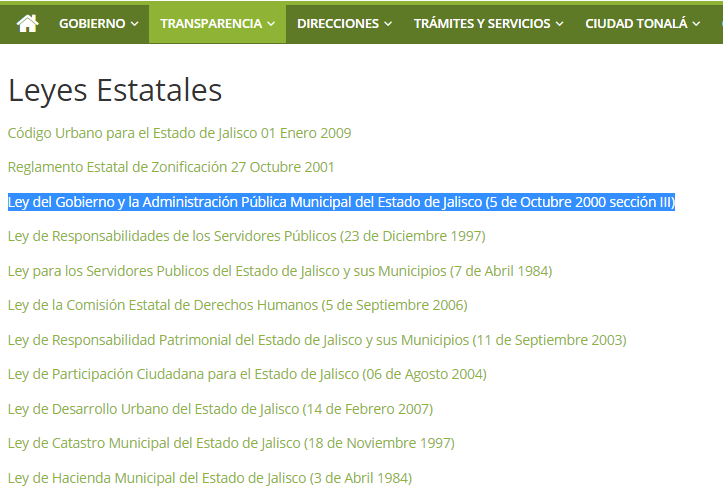 GOBIERNO TRANSPARENCIA DIRECCIONES TRÁMITES Y SERVICIOS CIUDAD TONALÁ
Leyes Estatales
Código Urbano para el Estado de Jalisco 01 Enero 2009
Reglamento Estatal de Zonificación 27 Octubre 2001
Ley del Gobierno y la Administración Pública Municipal del Estado de Jalisco (5 de Octubre 2000 sección III)
Ley de Responsabilidades de los Servidores Públicos (23 de Diciembre 1997)
Ley para los Servidores Publicos del Estado de Jalisco y sus Municipios (7 de Abril 1984)
Ley de la Comisión Estatal de Derechos Humanos (5 de Septiembre 2006)
Ley de Responsabilidad Patrimonial del Estado de Jalisco y sus Municipios (11 de Septiembre 2003)
Ley de Participación Ciudadana para el Estado de Jalisco (06 de Agosto 2004)
Ley de Desarrollo Urbano del Estado de Jalisco (14 de Febrero 2007)
Ley de Catastro Municipal del Estado de Jalisco (18 de Noviembre 1997)
Ley de Hacienda Municipal del Estado de Jalisco (3 de Abril 1984)